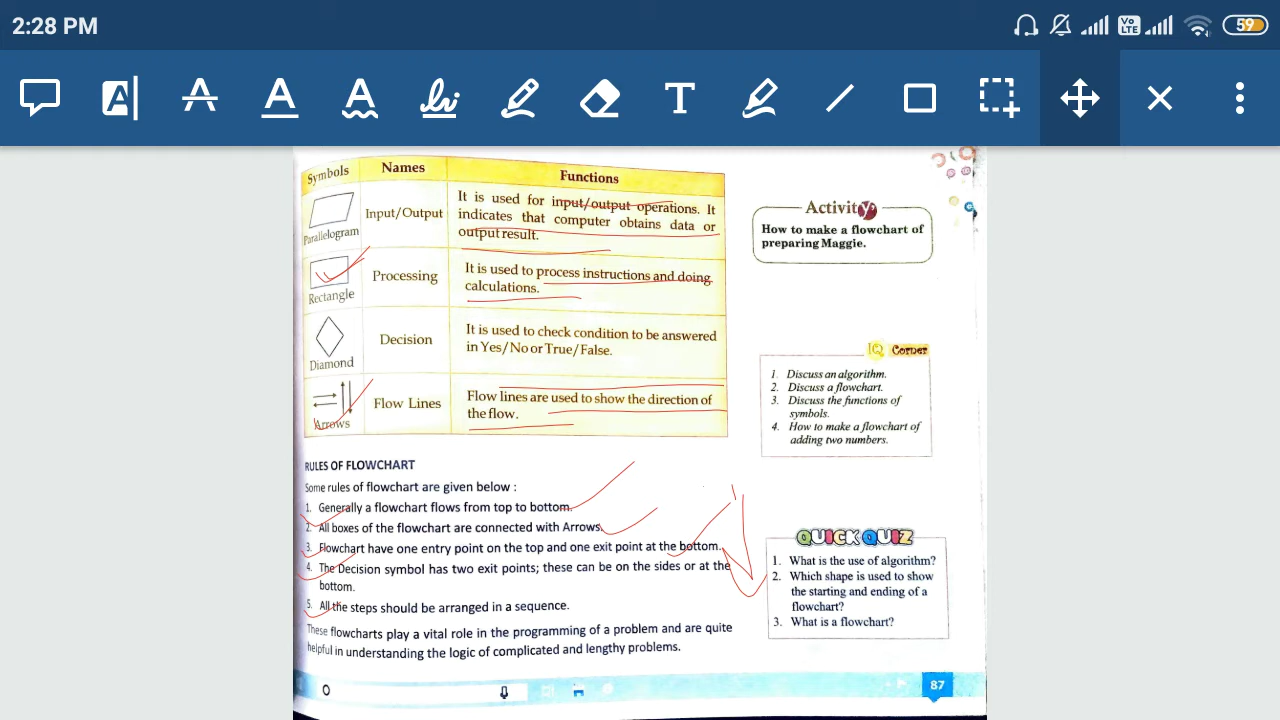 2:28 PM
Vo
LTE
59
A
A
A
A
T
Symbols Names Functions
Parallelogram
Input/Output
It is used for input/output operations. It
indicates that computer obtains data or
output result.
Rectangle
Processing
It is used to process instructions and doing
calculations.
Diamond
Decision
It is used to check condition to be answered
in Yes/No or True/False.
Arrows
Flow Lines
Flow lines are used to show the direction of
the flow.
RULES OF FLOWCHART
Some rules of flowchart are given below :
1. Generally a flowchart flows from top to bottom.
2. All boxes of the flowchart are connected with Arrows.
3. Flowchart have one entry point on the top and one exit point at the bottom.
4. The Decision symbol has two exit points; these can be on the sides or at the
bottom.
5. All the steps should be arranged in a sequence.
These flowcharts play a vital role in the programming of a problem and are quite
helpful in understanding the logic of complicated and lengthy problems.
Activity
How to make a flowchart of
preparing Maggie.
IQ Corner
1. Discuss an algorithm.
2. Discuss a flowchart.
3. Discuss the functions of
symbols.
4. How to make a flowchart of
adding two numbers.
QUICK QUIZ
1. What is the use of algorithm?
2. Which shape is used to show
the starting and ending of a
flowchart?
3. What is a flowchart?
87